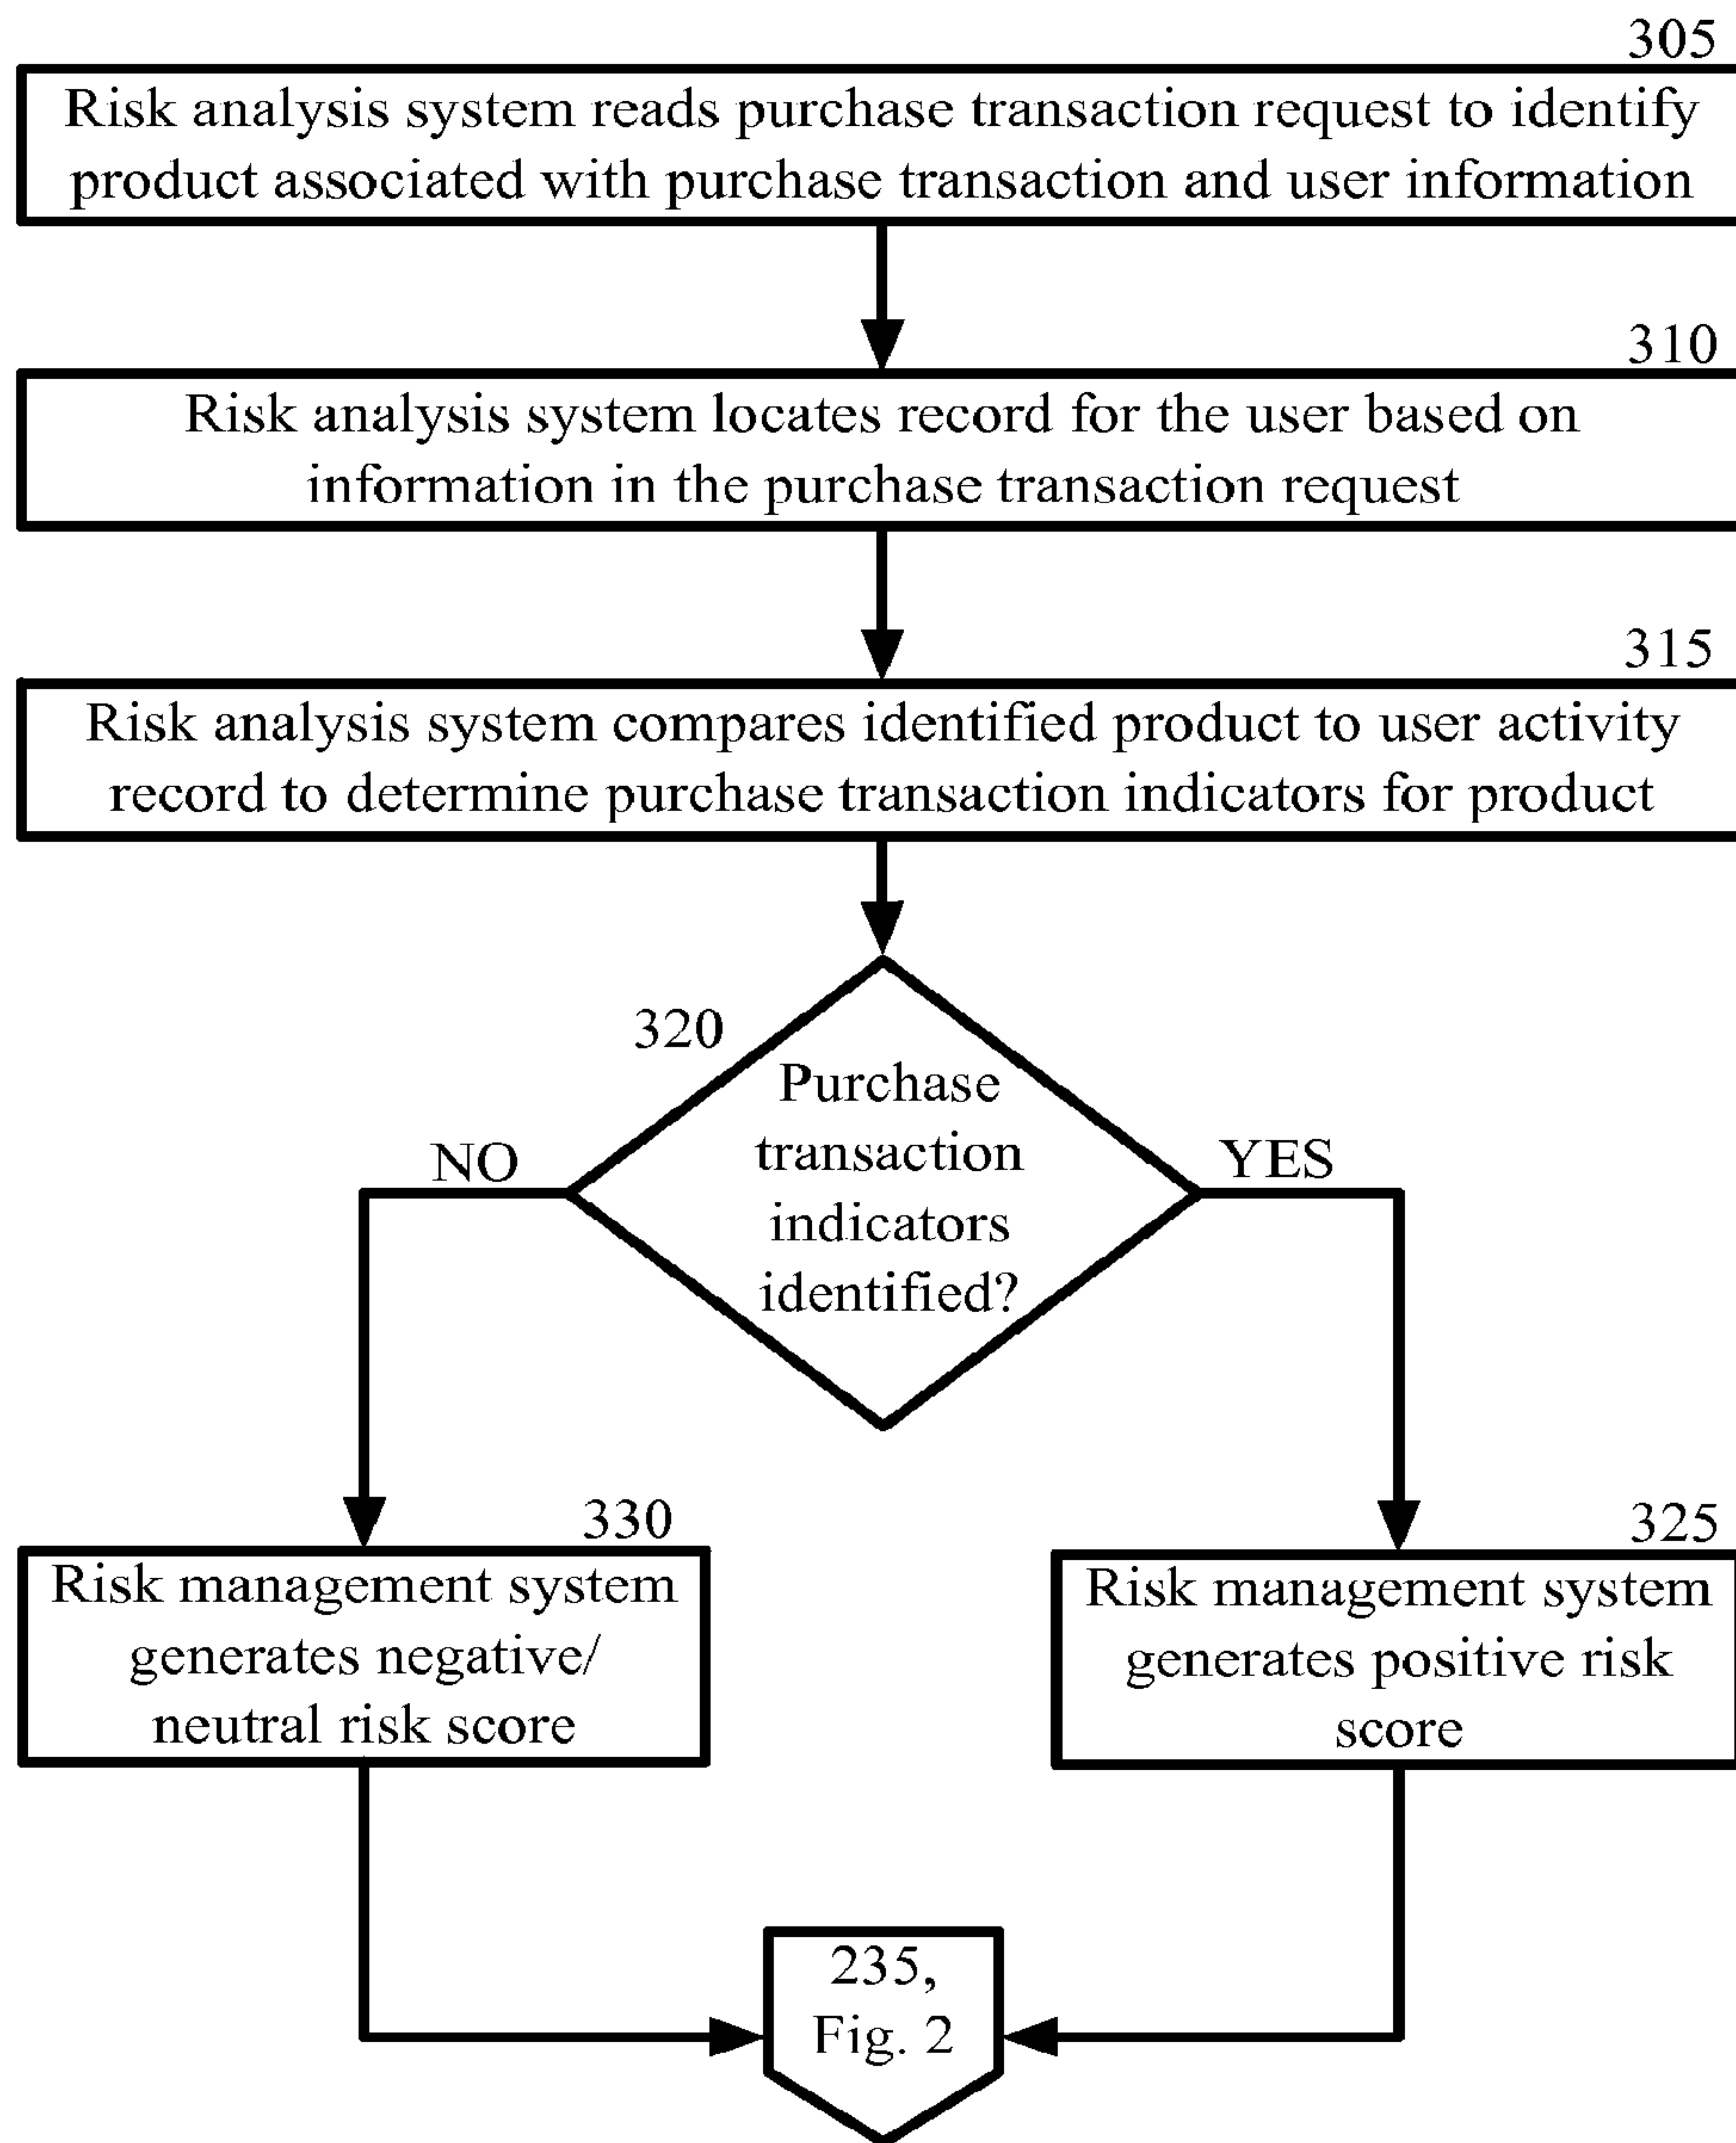 305
Risk analysis system reads purchase transaction request to identify
product associated with purchase transaction and user information
310
Risk analysis system locates record for the user based on
information in the purchase transaction request
315
Risk analysis system compares identified product to user activity
record to determine purchase transaction indicators for product
320
Purchase
transaction
indicators
identified?
NO
YES
330
Risk management system
generates negative/
neutral risk score
325
Risk management system
generates positive risk
score
235,
Fig. 2